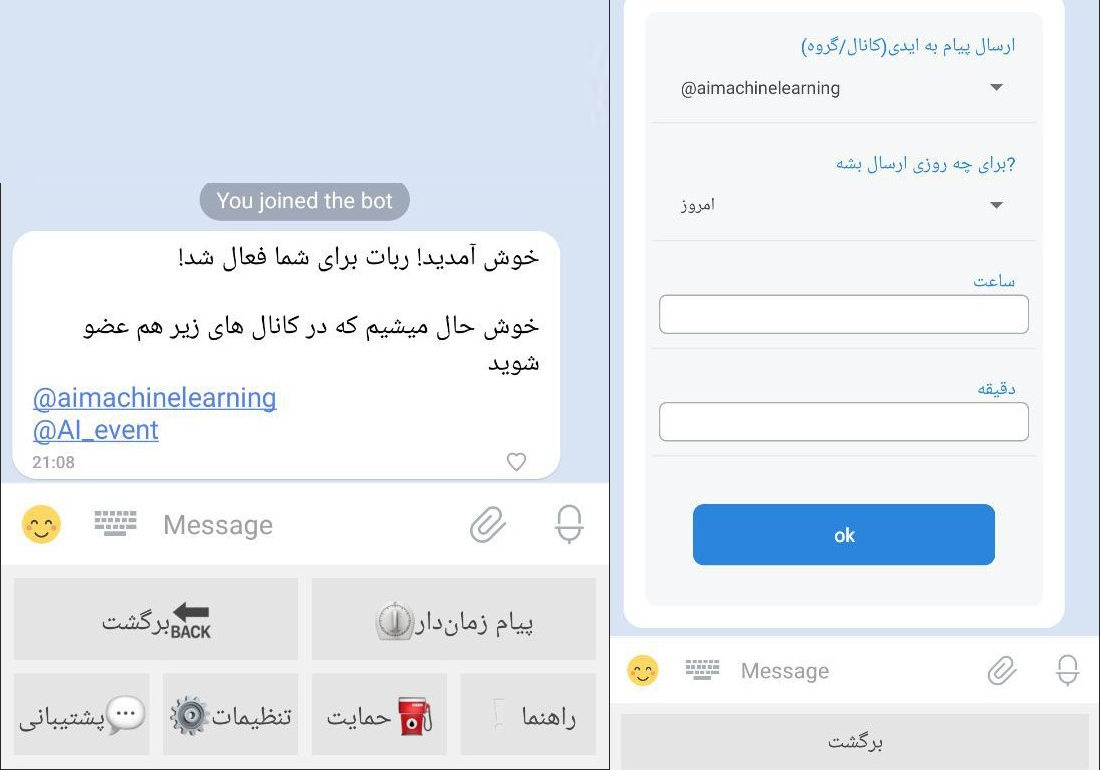 You joined the bot
خوش آمدید! ربات برای شما فعال شد!
خوش حال میشیم که در کانال های زیر هم عضو
شوید
@aimachinelearning
@AI_event
21:08
Message
پیام زمان‌دار
برگشت
BACK
راهنما
حمایت
تنظیمات
پشتیبانی
ارسال پیام به ایدی(کانال/گروه)
@aimachinelearning
?برای چه روزی ارسال بشه
امروز
ساعت
دقیقه
ok
Message
برگشت